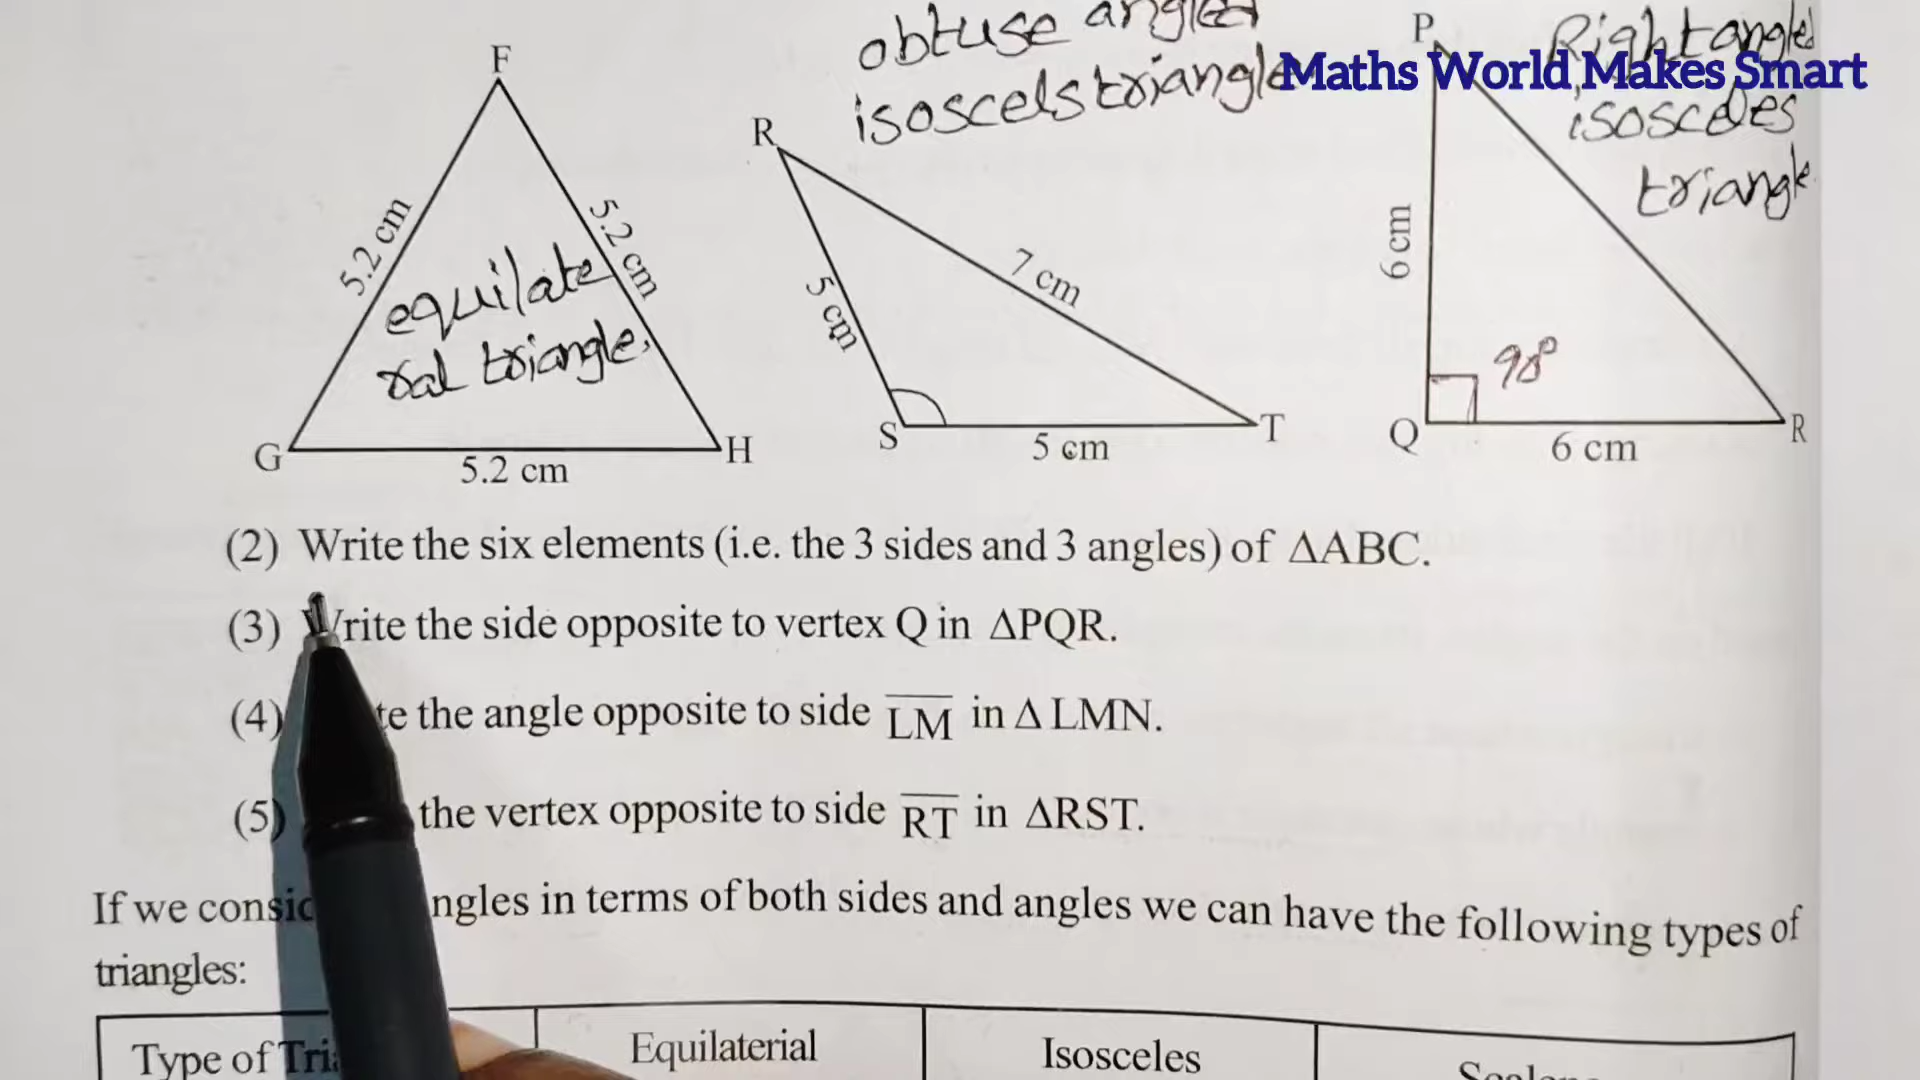 obtuse angled
isoscels triangle
Maths World Makes Smart
Right angled
isosceles
triangle
F
5.2 cm
5.2 cm
equilate
ral triangle.
G
H
5.2 cm
R
5 cm
7 cm
S
T
5 cm
P
6 cm
90°
Q
R
6 cm
(2) Write the six elements (i.e. the 3 sides and 3 angles) of ΔABC.
(3) Write the side opposite to vertex Q in ΔPQR.
(4) te the angle opposite to side LM in Δ LMN.
(5) the vertex opposite to side RT in ΔRST.
If we consid ngles in terms of both sides and angles we can have the following types of
triangles:
Type of Tri Equilaterial Isosceles